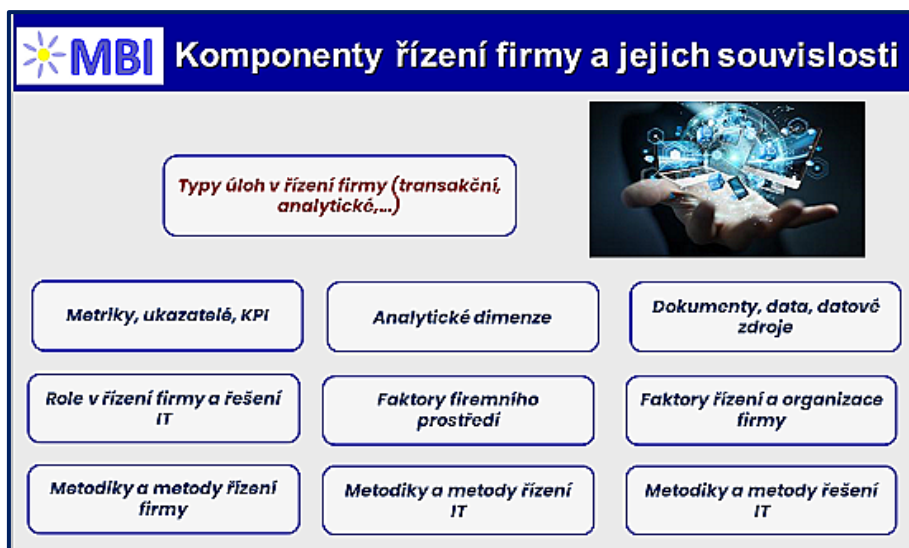 MBI Komponenty řízení firmy a jejich souvislosti
Typy úloh v řízení firmy (transakční,
analytické,...)
Metriky, ukazatelé, KPI
Analytické dimenze
Dokumenty, data, datové
zdroje
Role v řízení firmy a řešení
IT
Faktory firemního
prostředí
Faktory řízení a organizace
firmy
Metodiky a metody řízení
firmy
Metodiky a metody řízení
IT
Metodiky a metody řešení
IT